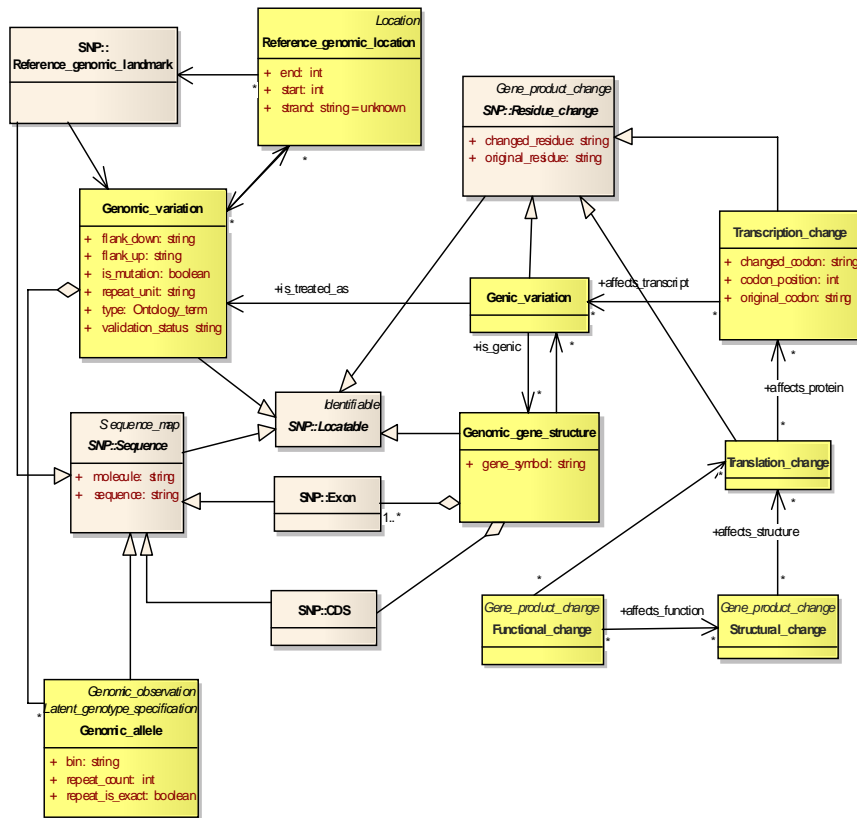 SNP::
Reference_genomic_landmark
Location
Reference_genomic_location
+ end: int
+ start: int
+ strand: string = unknown
*
*
*
Gene_product_change
SNP::Residue_change
+ changed_residue: string
+ original_residue: string
Genomic_variation
+ flank_down: string
+ flank_up: string
+ is_mutation: boolean
+ repeat_unit: string
+ type: Ontology_term
+ validation_status string
Transcription_change
+ changed_codon: string
+ codon_position: int
+ original_codon: string
+is_treated_as
Genic_variation
+affects_transcript
*
*
+is_genic
*
*
*
+affects_protein
*
Identifiable
SNP::Locatable
Genomic_gene_structure
+ gene_symbol: string
Sequence_map
SNP::Sequence
+ molecule: string
+ sequence: string
Translation_change
*
*
SNP::Exon
1..*
+affects_structure
*
*
SNP::CDS
Gene_product_change
Functional_change
+affects_function
*
*
Gene_product_change
Structural_change
Genomic_observation
Latent_genotype_specification
Genomic_allele
*
+ bin: string
+ repeat_count: int
+ repeat_is_exact: boolean